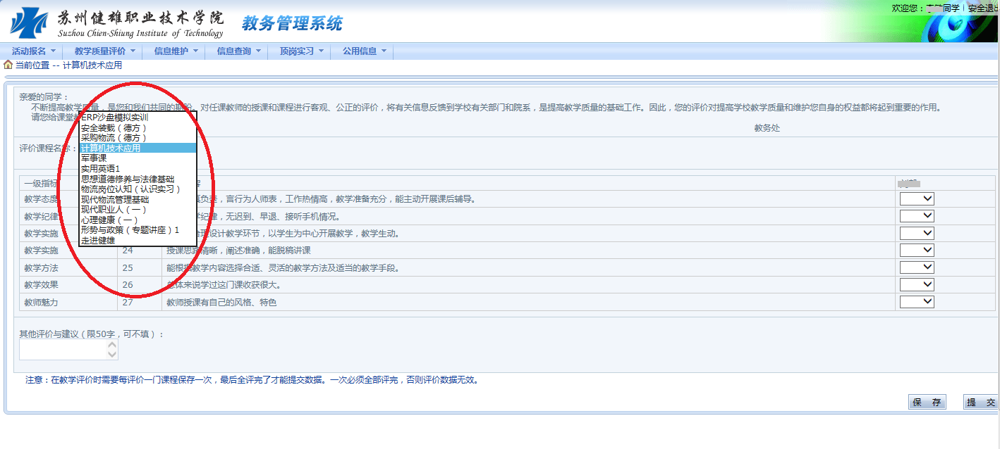 欢迎您： 同学 | 安全退出
苏州健雄职业技术学院
Suzhou Chien-Shiung Institute of Technology
教务管理系统
活动报名 教学质量评价 信息维护 信息查询 顶岗实习 公用信息
当前位置 -- 计算机技术应用
亲爱的同学：
不断提高教学质量，是您和我们共同的期盼。对任课教师的授课和课程进行客观、公正的评价，将有关信息反馈到学校有关部门和院系，是提高教学质量的基础工作。因此，您的评价对提高学校教学质量和维护您自身的权益都将起到重要的作用。
请您给课堂
教务处
评价课程名称：
ERP沙盘模拟实训
安全装载（德方）
采购物流（德方）
计算机技术应用
军事课
实用英语1
思想道德修养与法律基础
物流岗位认知（认识实习）
现代物流管理基础
现代职业人（一）
心理健康（一）
形势与政策（专题讲座）1
走进健雄
一级指标
教学态度 负责，言行为人师表，工作热情高，教学准备充分，能主动开展课后辅导。
教学纪律 纪律，无迟到、早退、接听手机情况。
教学实施 合理设计教学环节，以学生为中心开展教学，教学生动。
教学实施 24 授课思路清晰，阐述准确，能脱稿讲课
教学方法 25 能根据教学内容选择合适、灵活的教学方法及适当的教学手段。
教学效果 26 总体来说学过这门课收获很大。
教师魅力 27 教师授课有自己的风格、特色
其他评价与建议（限50字，可不填）：
注意：在教学评价时需要每评价一门课程保存一次，最后全评完了才能提交数据。一次必须全部评完，否则评价数据无效。
保 存 提 交